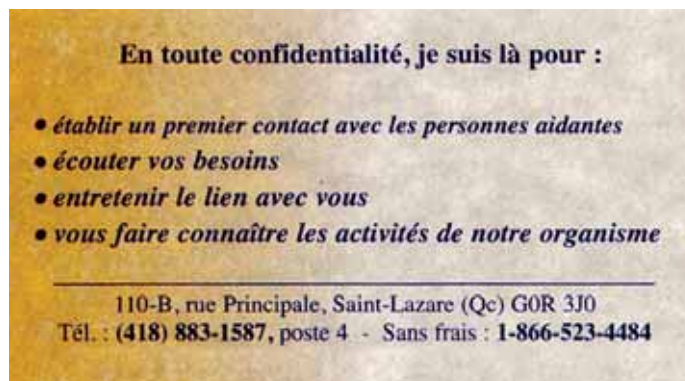 En toute confidentialité, je suis là pour :
• établir un premier contact avec les personnes aidantes
• écouter vos besoins
• entretenir le lien avec vous
• vous faire connaître les activités de notre organisme
110-B, rue Principale, Saint-Lazare (Qc) G0R 3J0
Tél. : (418) 883-1587, poste 4 - Sans frais : 1-866-523-4484